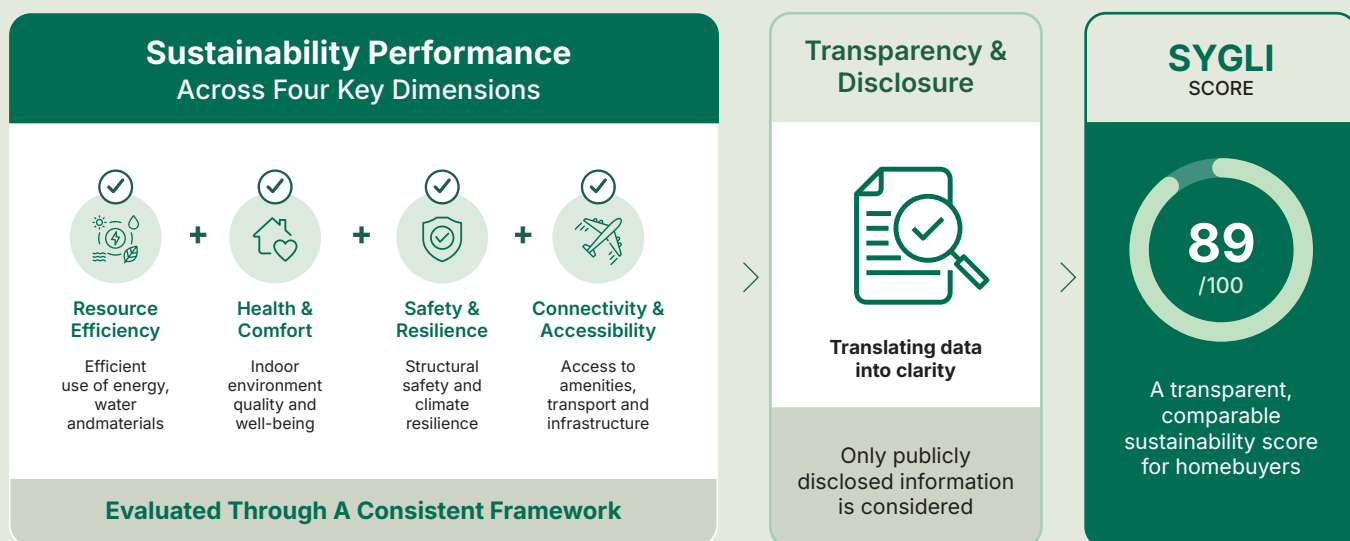 Sustainability Performance
Across Four Key Dimensions
Resource
Efficiency
Efficient
use of energy,
water
andmaterials
Health &
Comfort
Indoor
environment
quality and
well-being
Safety &
Resilience
Structural
safety and
climate
resilience
Connectivity &
Accessibility
Access to
amenities,
transport and
infrastructure
Evaluated Through A Consistent Framework
Transparency &
Disclosure
Translating data
into clarity
Only publicly
disclosed information
is considered
SYGLI
SCORE
89
/100
A transparent,
comparable
sustainability score
for homebuyers